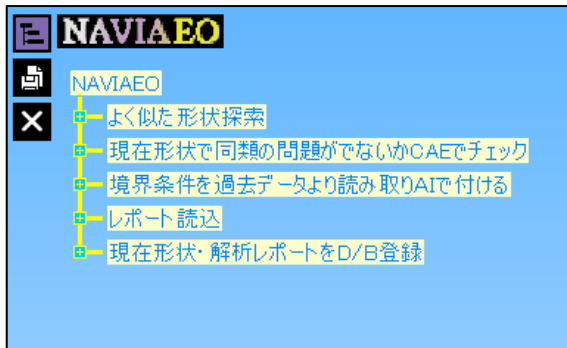 NAVIAEO
NAVIAEO
よく似た形状探索
現在形状で同類の問題がでないかCAEでチェック
境界条件を過去データより読み取りAIで付ける
レポート読込
現在形状・解析レポートをD/B登録